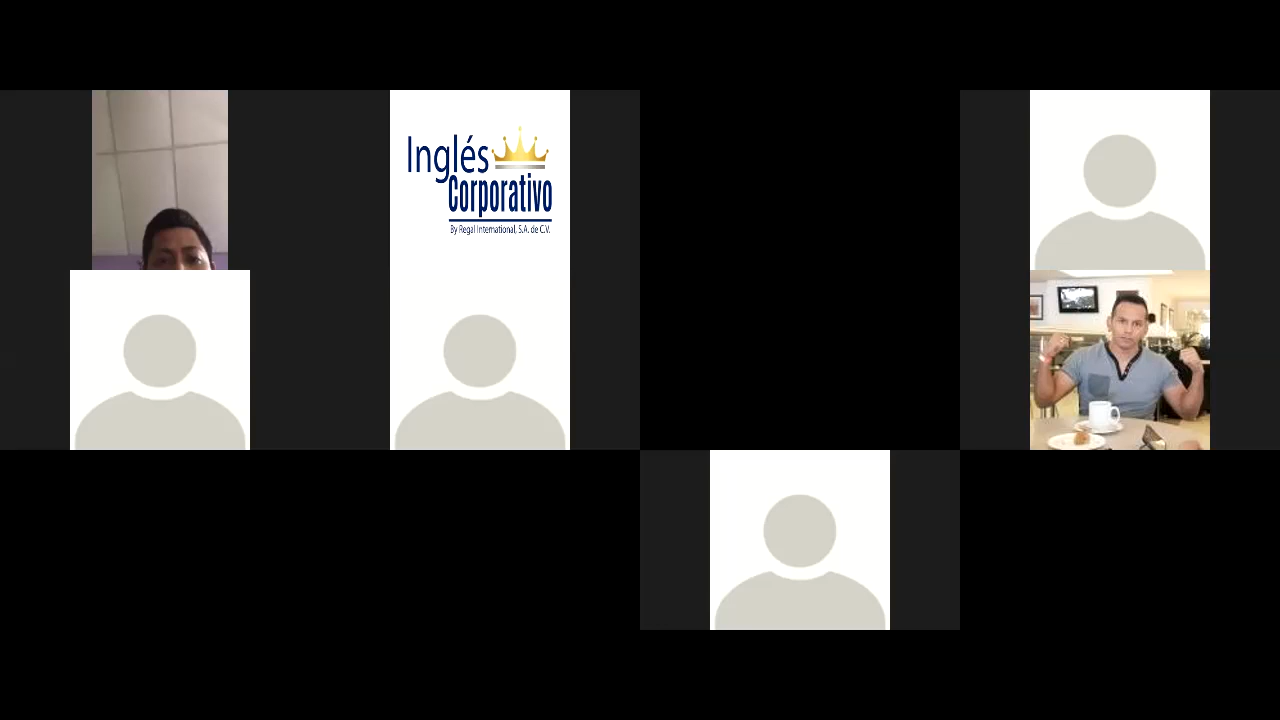 Inglés
Corporativo
By Regal International, S.A. de C.V.